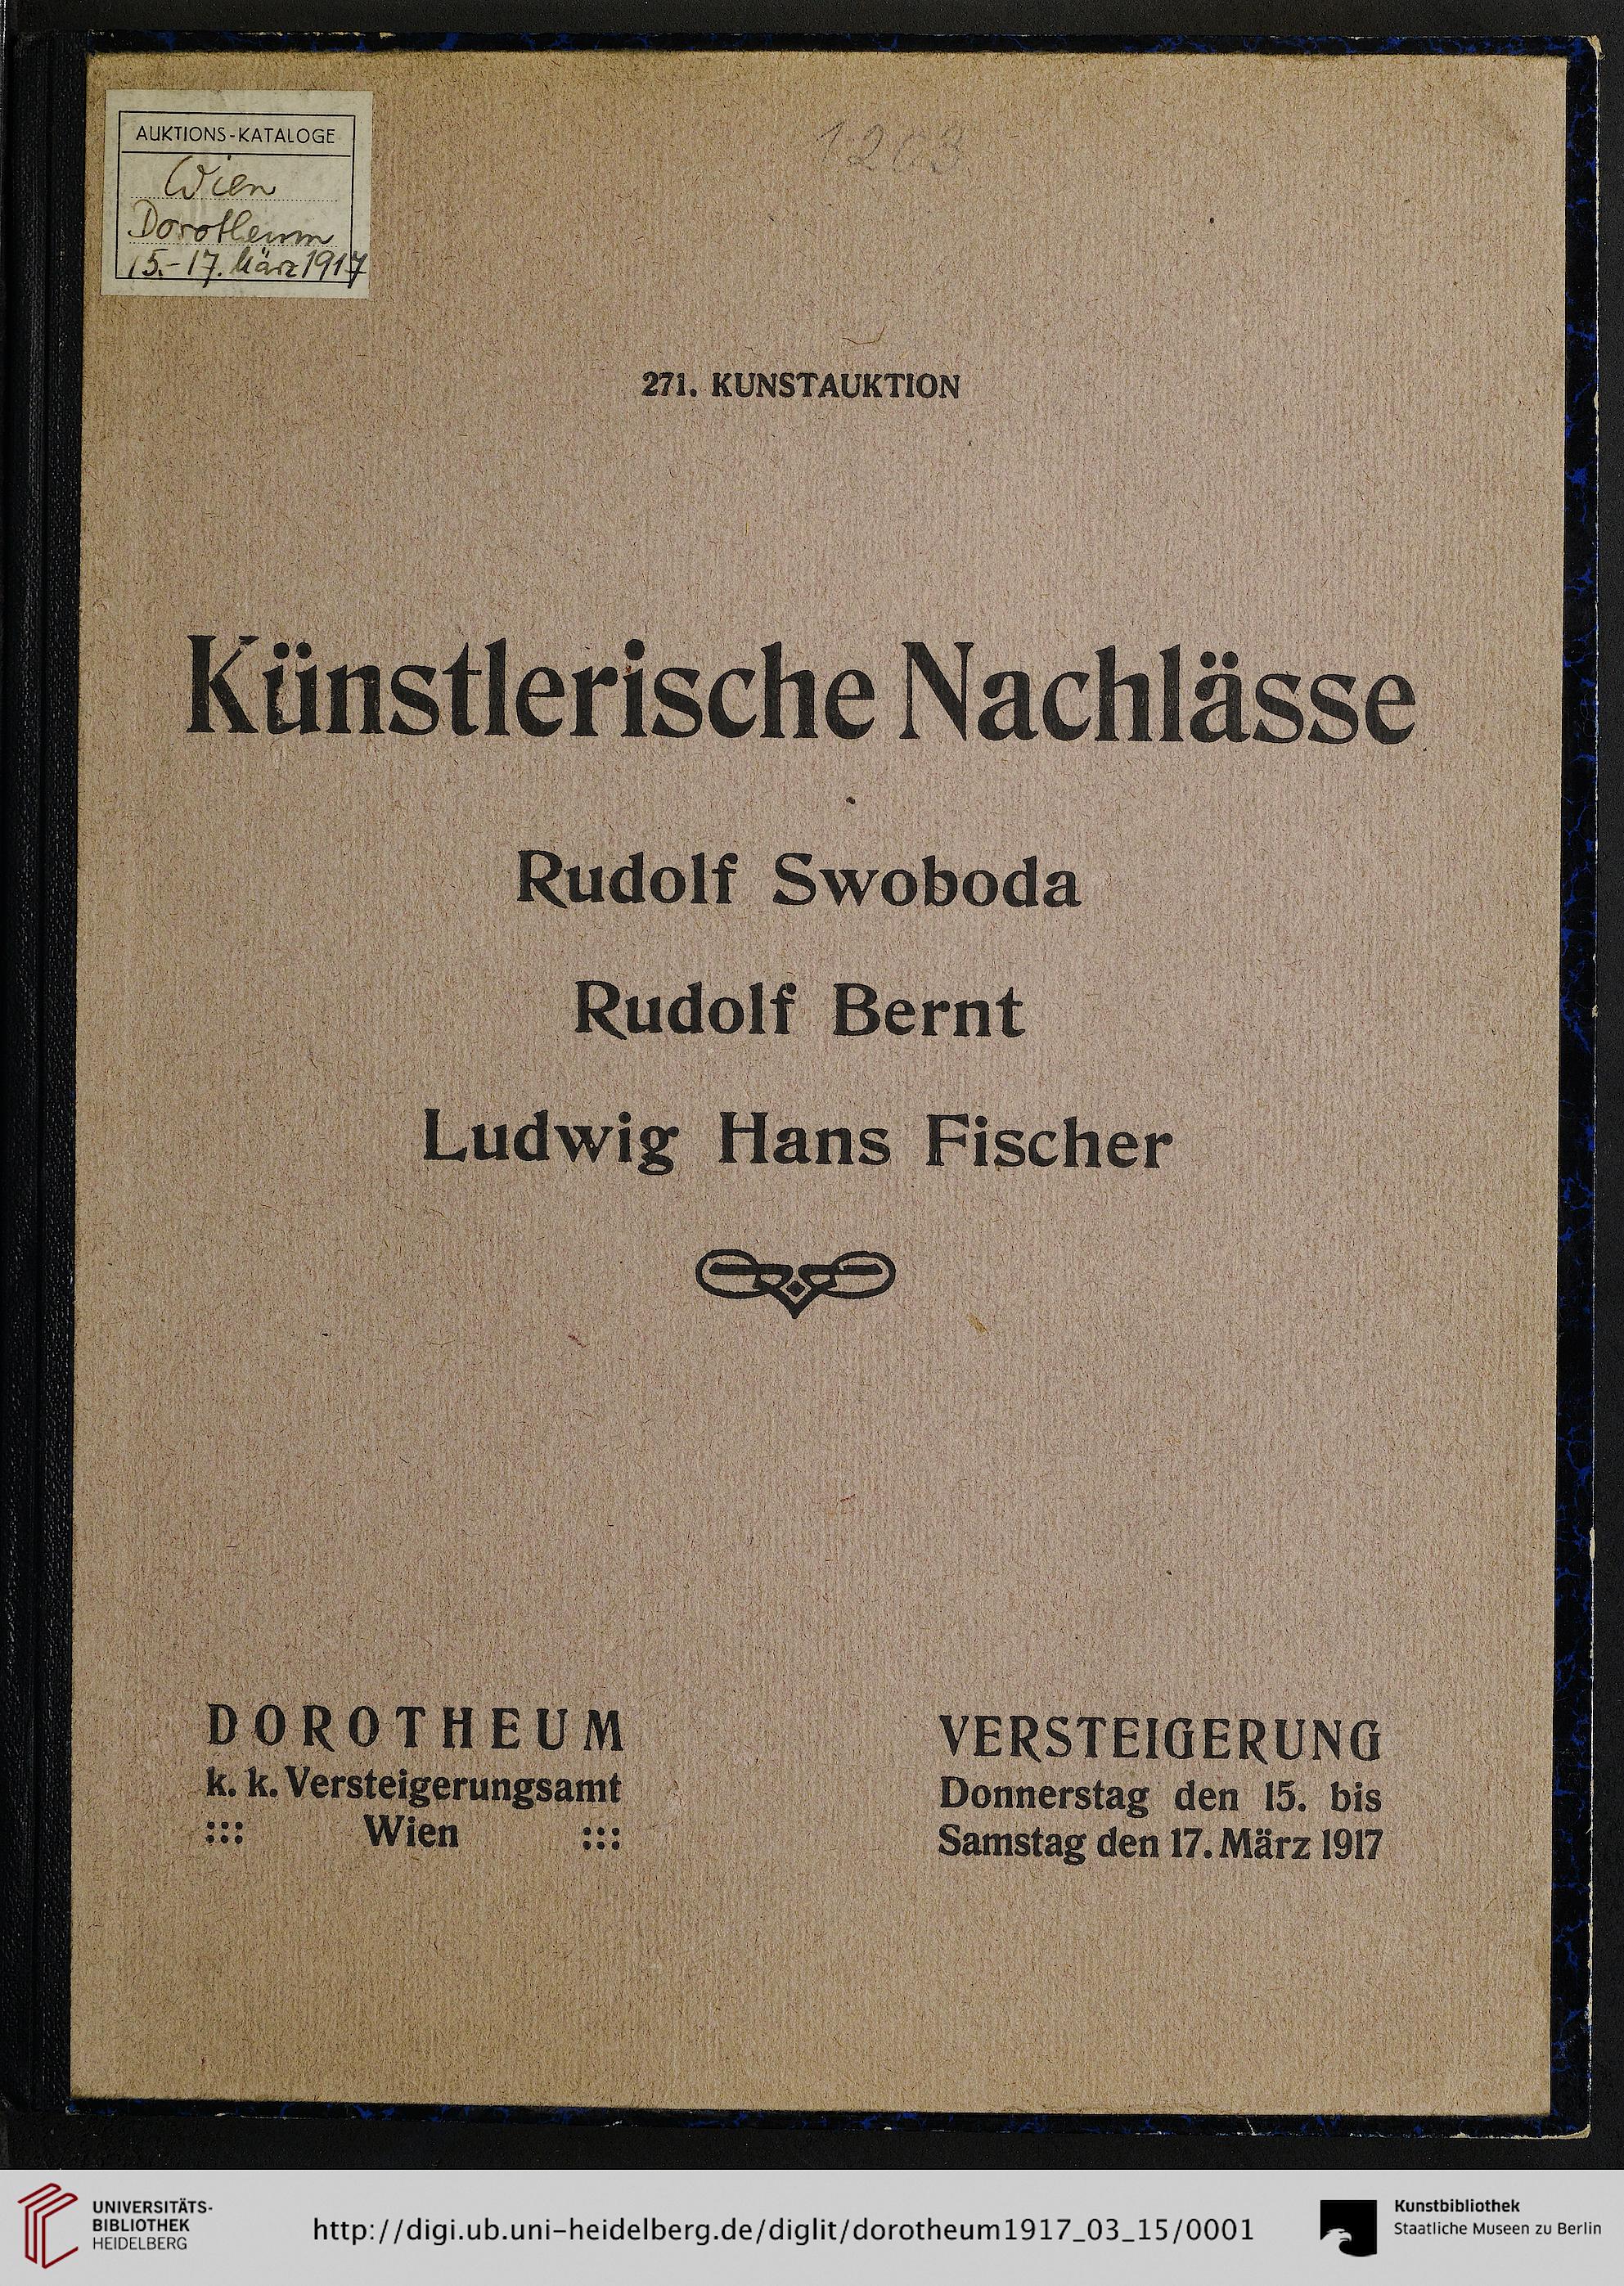 AUKTIONS-KATALOGE
Wien
Dorotheum
15.-17. März 1917
271. KUNSTAUKTION
Künstlerische Nachlässe
Rudolf Swoboda
Rudolf Bernt
Ludwig Hans Fischer
DOROTHEUM
k. k. Versteigerungsamt
::: Wien :::
VERSTEIGERUNG
Donnerstag den 15. bis
Samstag den 17. März 1917
UNIVERSITÄTS-
BIBLIOTHEK
HEIDELBERG
http://digi.ub.uni-heidelberg.de/diglit/dorotheum1917_03_15/0001
Kunstbibliothek
Staatliche Museen zu Berlin